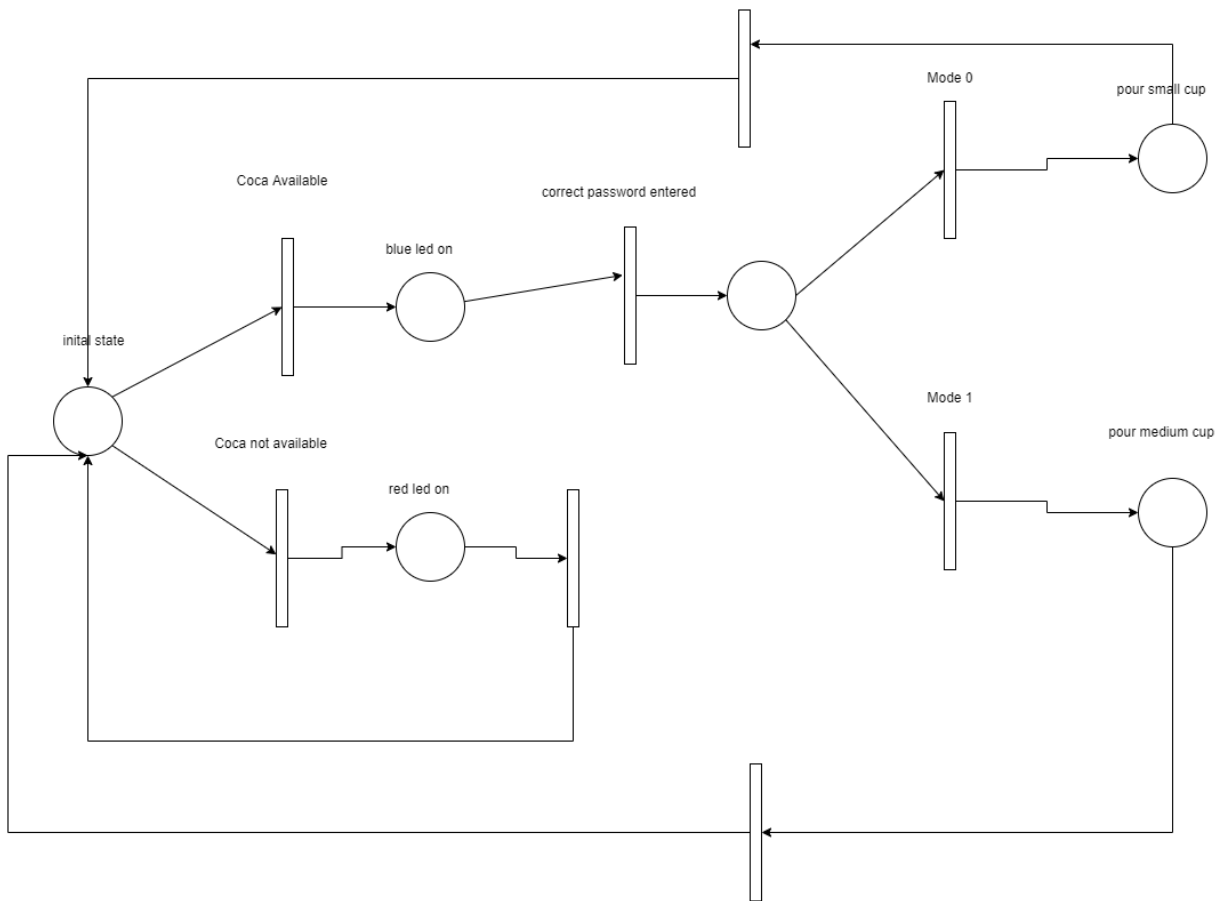 Mode 0
pour small cup
Coca Available
correct password entered
blue led on
inital state
Mode 1
pour medium cup
Coca not available
red led on